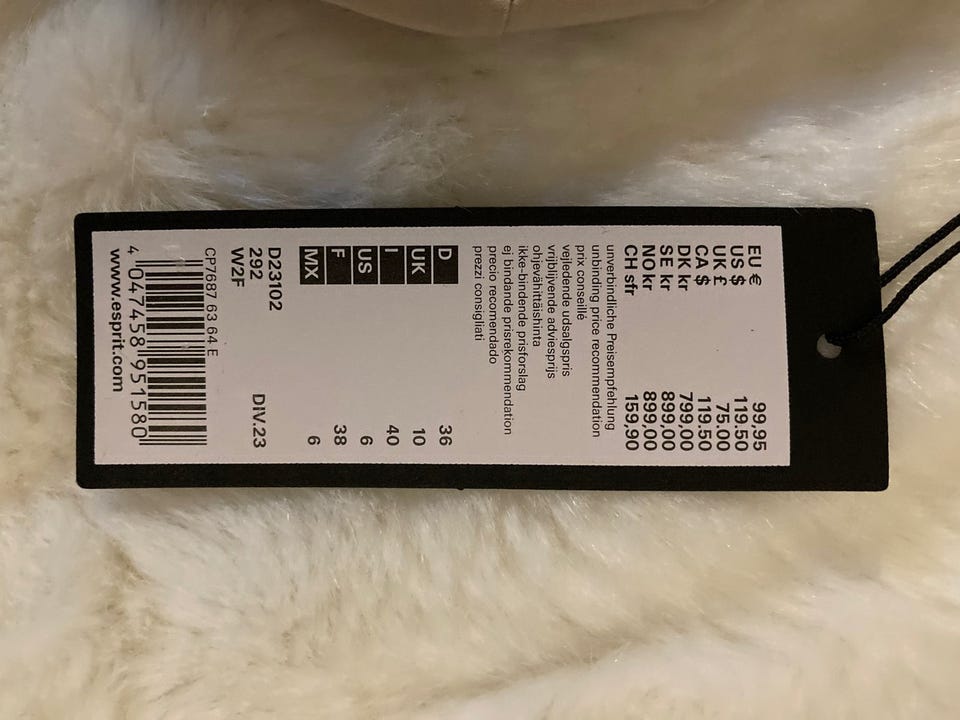 EU € 99,95
US $ 119.50
UK £ 75.00
CA $ 119.50
DK kr 799,00
SE kr 899,00
NO kr 899,00
CH sfr 159,90
unverbindliche Preisempfehlung
unbinding price recommendation
prix conseillé
vejledende udsalgspris
vrijblijvende adviesprijs
ohjevähittäishinta
ikke-bindende prisforslag
ej bindande prisrekommendation
precio recomendado
prezzi consigliati
D 36
UK 10
I 40
US 6
F 38
MX 6
D23102 DIV.23
292
W2F
CP7687 63 64 E
4 047458 951580
www.esprit.com